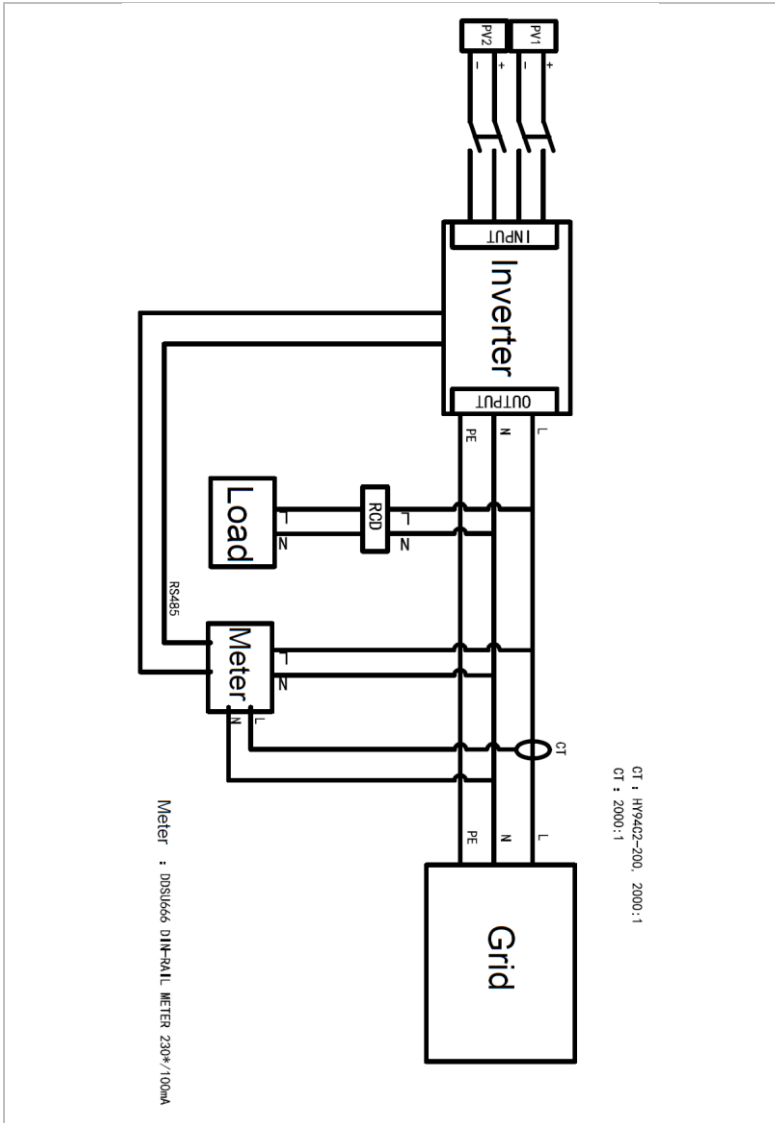 PV2 PV1
- + - +
INPUT
Inverter
OUTPUT
PE N L
Load
L
N
RCD
L
N
RS485
Meter
L
N
N L
CT
CT : HY94C2-200, 2000:1
CT : 2000:1
PE N L
Grid
Meter : DDSU666 DIN-RAIL METER 230*/100mA